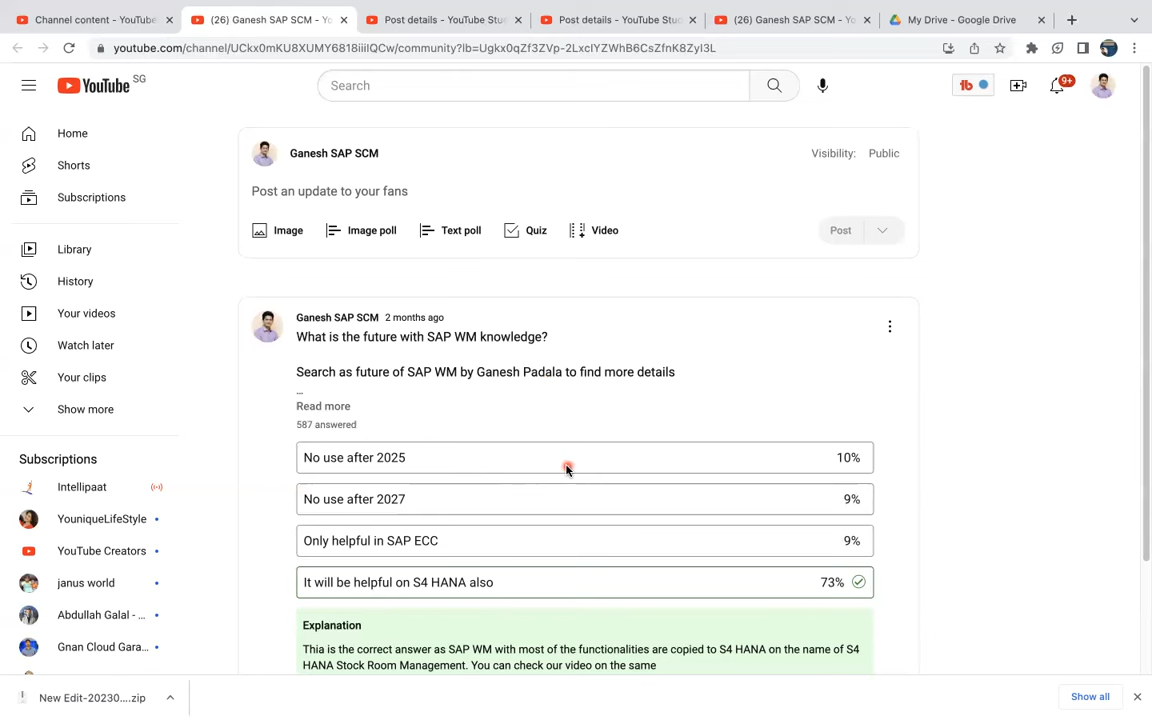 Channel content - YouTube
(26) Ganesh SAP SCM - Yo
Post details - YouTube Stu
Post details - YouTube Stu
(26) Ganesh SAP SCM - Yo
My Drive - Google Drive
youtube.com/channel/UCkx0mKU8XUMY6818iiiIQCw/community?lb=Ugkx0qZf3ZVp-2LxcIYZWhB6CsZfnK8ZyI3L
YouTube SG
Search
tb
9+
Home
Shorts
Subscriptions
Library
History
Your videos
Watch later
Your clips
Show more
Subscriptions
Intellipaat
YouniqueLifeStyle
YouTube Creators
janus world
Abdullah Galal - ...
Gnan Cloud Gara...
Ganesh SAP SCM
Visibility: Public
Post an update to your fans
Image Image poll Text poll Quiz Video Post
Ganesh SAP SCM 2 months ago
What is the future with SAP WM knowledge?
Search as future of SAP WM by Ganesh Padala to find more details
...
Read more
587 answered
No use after 2025 10%
No use after 2027 9%
Only helpful in SAP ECC 9%
It will be helpful on S4 HANA also 73%
Explanation
Thia is the correct answer as SAP WM with most of the functionalities are copied to S4 HANA on the name of S4
HANA Stock Room Management. You can check our video on the same
New Edit-20230....zip
Show all